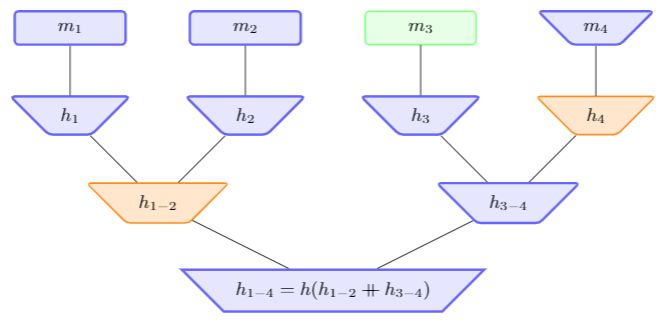 m₁ m₂ m₃ m₄
h₁ h₂ h₃ h₄
h₁₋₂ h₃₋₄
h₁₋₄ = h(h₁₋₂ ⧺ h₃₋₄)